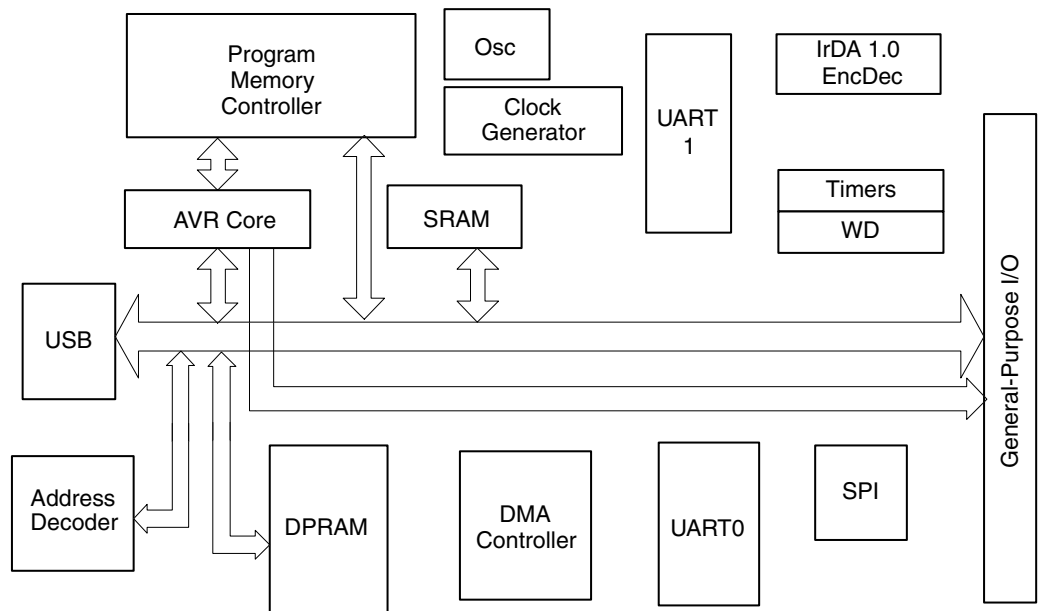 Program
Memory
Controller
Osc
Clock
Generator
UART
1
IrDA 1.0
EncDec
AVR Core
SRAM
Timers
WD
USB
General-Purpose I/O
Address
Decoder
DPRAM
DMA
Controller
UART0
SPI